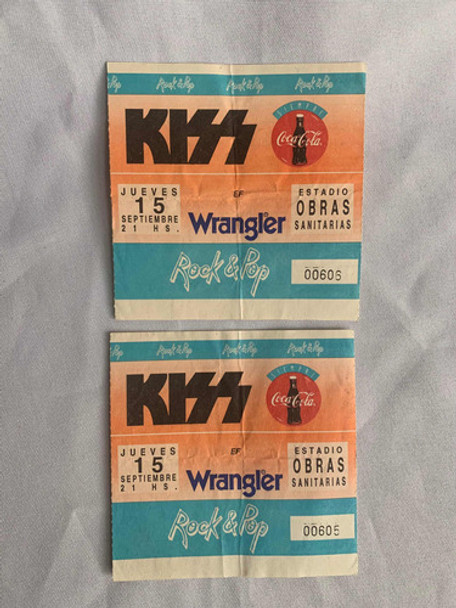 Rock & Pop Rock & Pop Rock & Pop
KISS
SIEMPRE
Coca-Cola
JUEVES
15
SEPTIEMBRE
21 HS.
EF
Wrangler
ESTADIO
OBRAS
SANITARIAS
Rock & Pop
00606
Rock & Pop Rock & Pop Rock & Pop
KISS
SIEMPRE
Coca-Cola
JUEVES
15
SEPTIEMBRE
21 HS.
EF
Wrangler
ESTADIO
OBRAS
SANITARIAS
Rock & Pop
00605